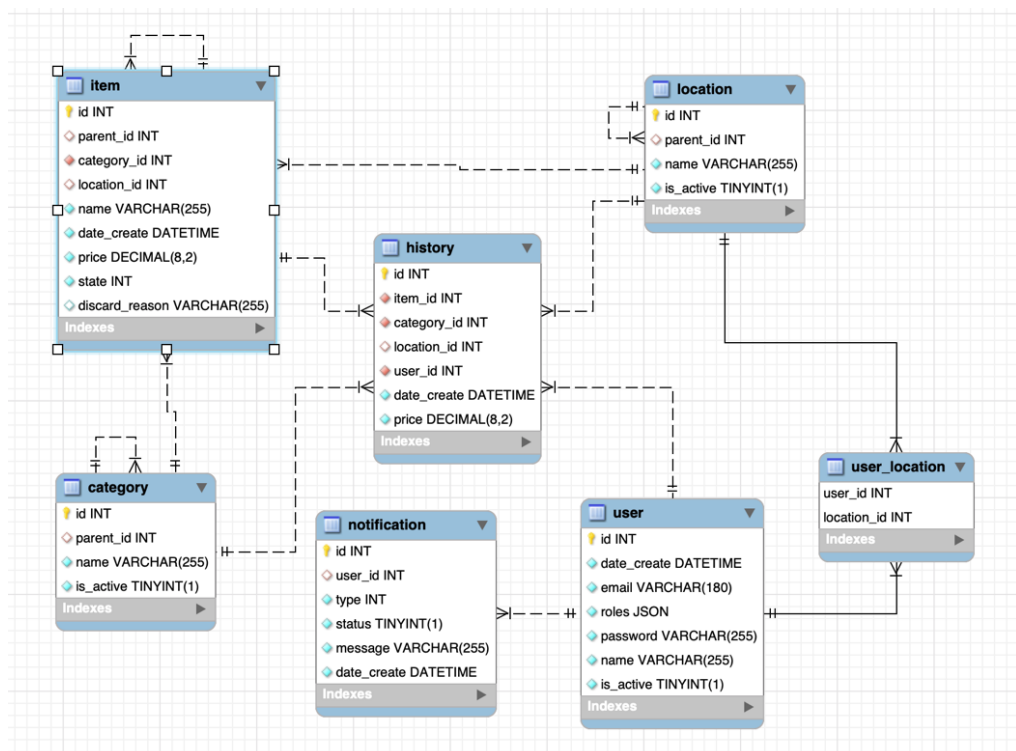 item
id INT
parent_id INT
category_id INT
location_id INT
name VARCHAR(255)
date_create DATETIME
price DECIMAL(8,2)
state INT
discard_reason VARCHAR(255)
Indexes
location
id INT
parent_id INT
name VARCHAR(255)
is_active TINYINT(1)
Indexes
history
id INT
item_id INT
category_id INT
location_id INT
user_id INT
date_create DATETIME
price DECIMAL(8,2)
Indexes
category
id INT
parent_id INT
name VARCHAR(255)
is_active TINYINT(1)
Indexes
notification
id INT
user_id INT
type INT
status TINYINT(1)
message VARCHAR(255)
date_create DATETIME
Indexes
user
id INT
date_create DATETIME
email VARCHAR(180)
roles JSON
password VARCHAR(255)
name VARCHAR(255)
is_active TINYINT(1)
Indexes
user_location
user_id INT
location_id INT
Indexes